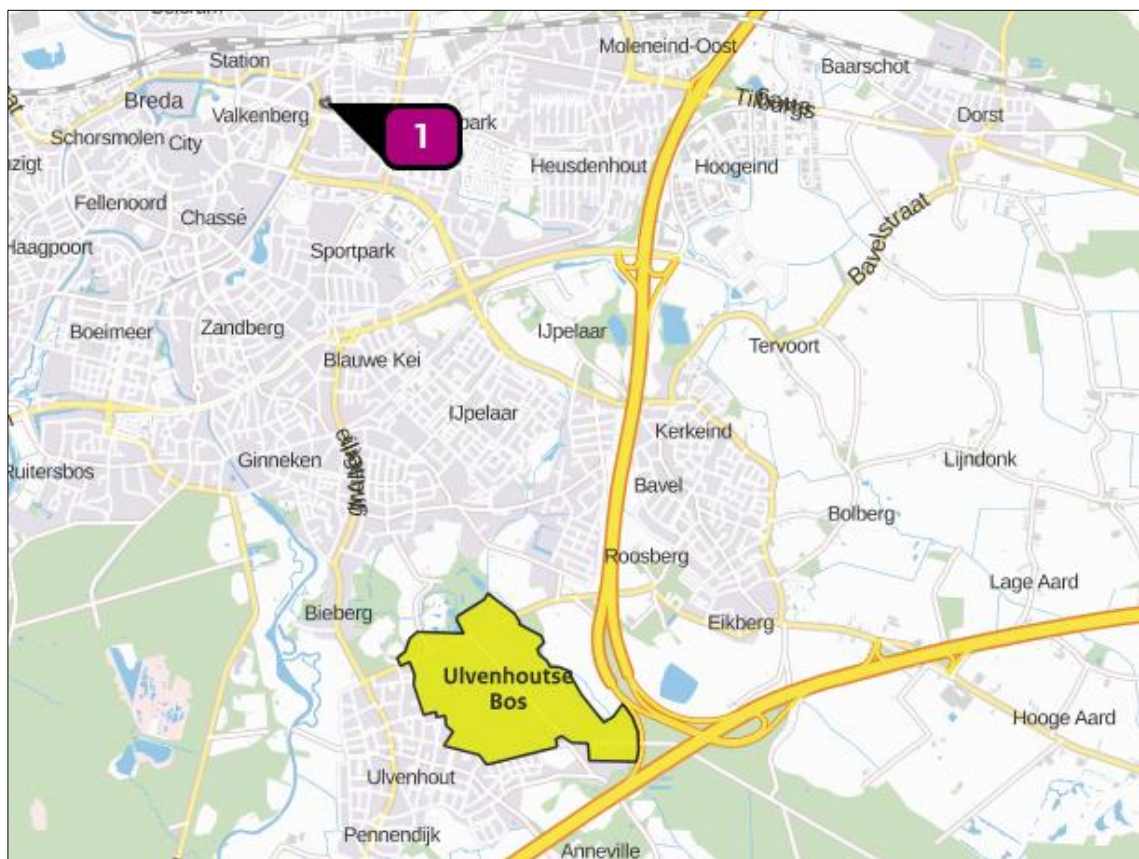 Station
Moleneind-Oost
Baarschot
Breda
Valkenberg
1
Dorst
Schorsmolen
City
park
nzigt
Heusdenhout
Hoogeind
Fellenoord
Chassé
Haagpoort
Sportpark
Bavelstraat
Boeimeer
Zandberg
IJpelaar
Tervoort
Blauwe Kei
IJpelaar
Kerkeind
Ginneken
Lijndonk
Ruitersbos
Bavel
Bolberg
Roosberg
Lage Aard
Bieberg
Eikberg
Ulvenhoutse
Bos
Hooge Aard
Ulvenhout
Pennendijk
Anneville